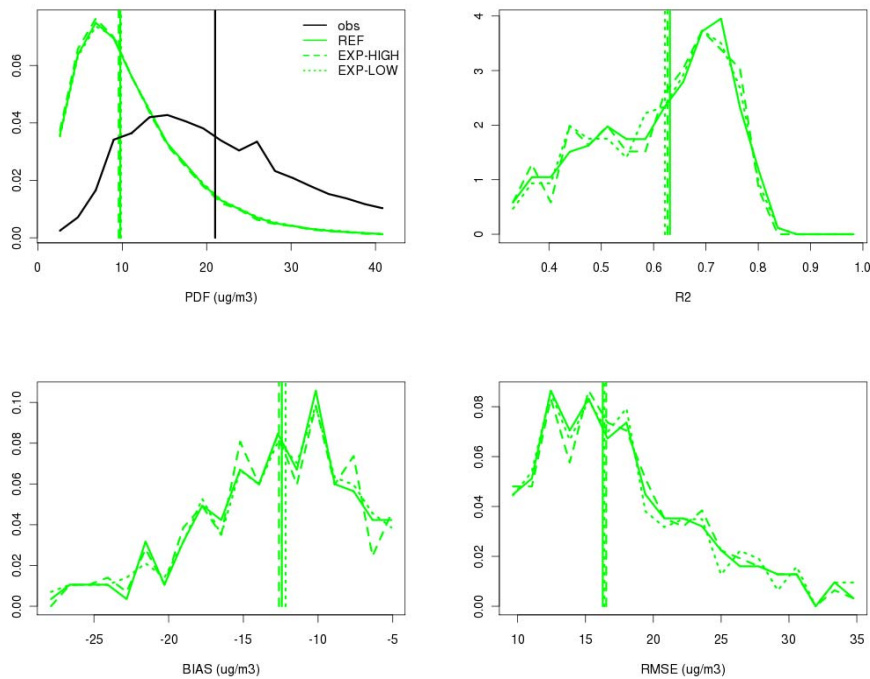 obs
REF
EXP-HIGH
EXP-LOW
0.00 0.02 0.04 0.06
0 10 20 30 40
PDF (ug/m3)
0 1 2 3 4
0.4 0.5 0.6 0.7 0.8 0.9 1.0
R2
0.00 0.02 0.04 0.06 0.08 0.10
-25 -20 -15 -10 -5
BIAS (ug/m3)
0.00 0.02 0.04 0.06 0.08
10 15 20 25 30 35
RMSE (ug/m3)